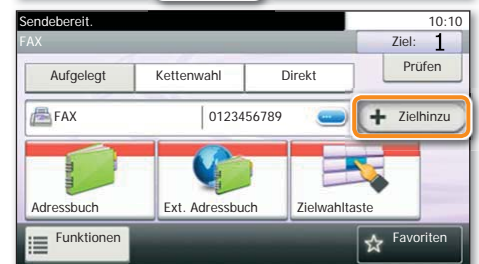 Sendebereit.
10:10
FAX
Ziel: 1
Prüfen
Aufgelegt
Kettenwahl
Direkt
FAX
0123456789
+ Zielhinzu
Adressbuch
Ext. Adressbuch
Zielwahltaste
Funktionen
Favoriten